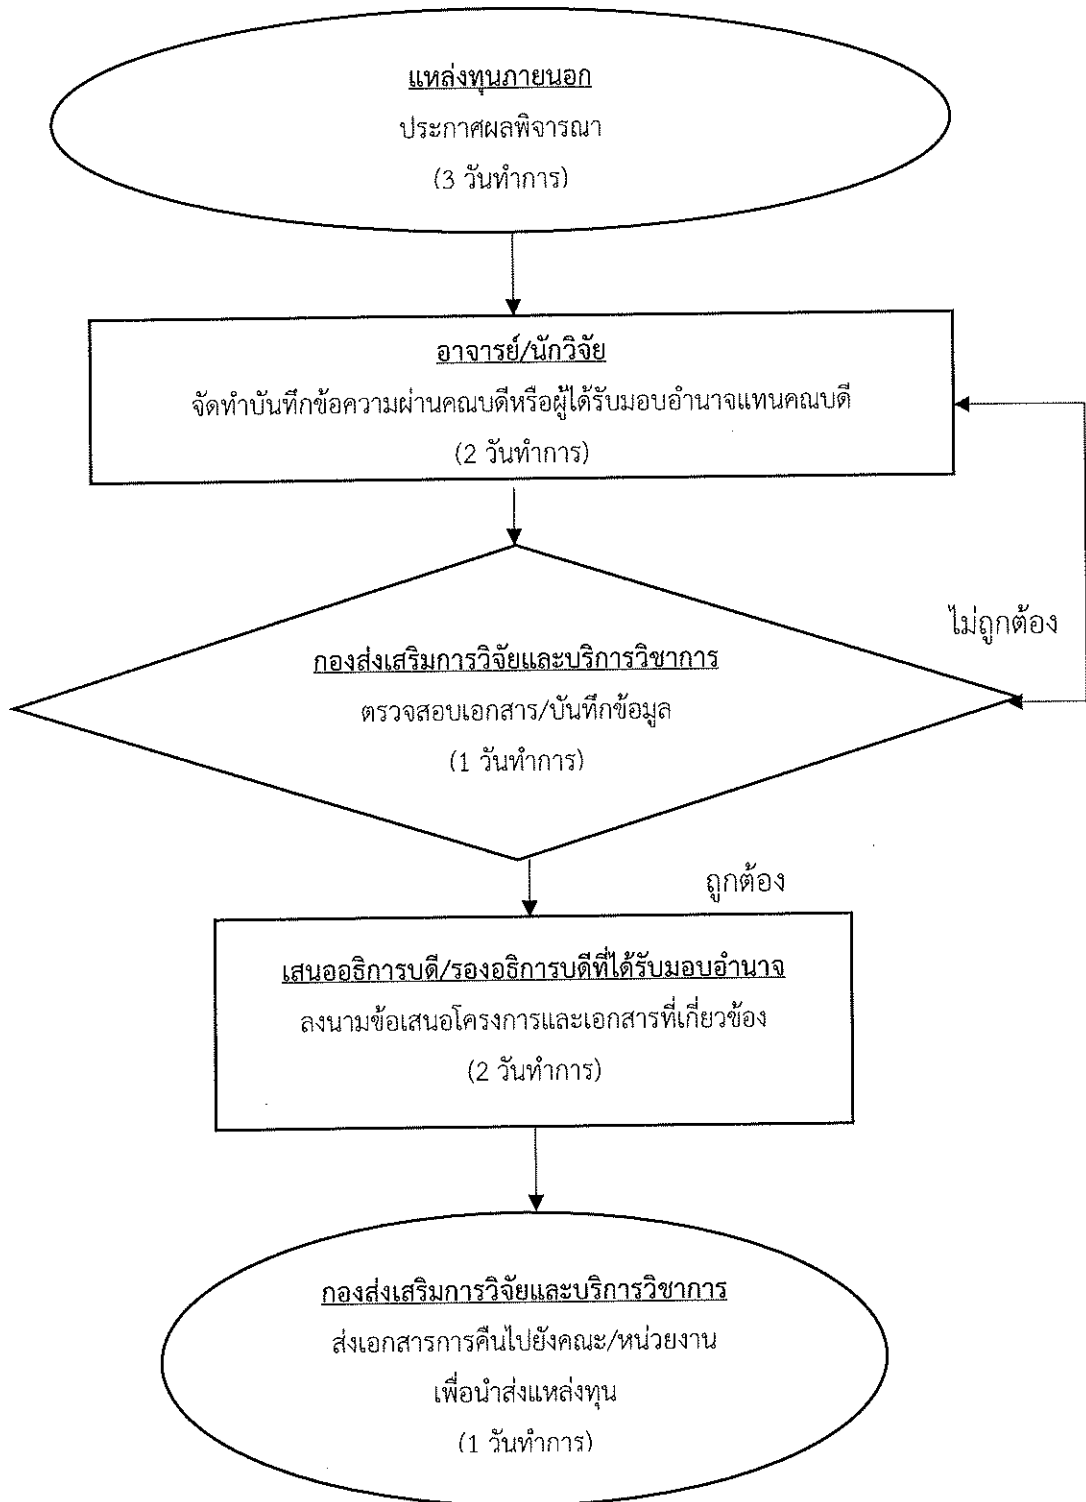 แหล่งทุนภายนอก
ประกาศผลพิจารณา
(3 วันทำการ)
อาจารย์/นักวิจัย
จัดทำบันทึกข้อความผ่านคณบดีหรือผู้ได้รับมอบอำนาจแทนคณบดี
(2 วันทำการ)
ไม่ถูกต้อง
กองส่งเสริมการวิจัยและบริการวิชาการ
ตรวจสอบเอกสาร/บันทึกข้อมูล
(1 วันทำการ)
ถูกต้อง
เสนออธิการบดี/รองอธิการบดีที่ได้รับมอบอำนาจ
ลงนามข้อเสนอโครงการและเอกสารที่เกี่ยวข้อง
(2 วันทำการ)
กองส่งเสริมการวิจัยและบริการวิชาการ
ส่งเอกสารการคืนไปยังคณะ/หน่วยงาน
เพื่อนำส่งแหล่งทุน
(1 วันทำการ)